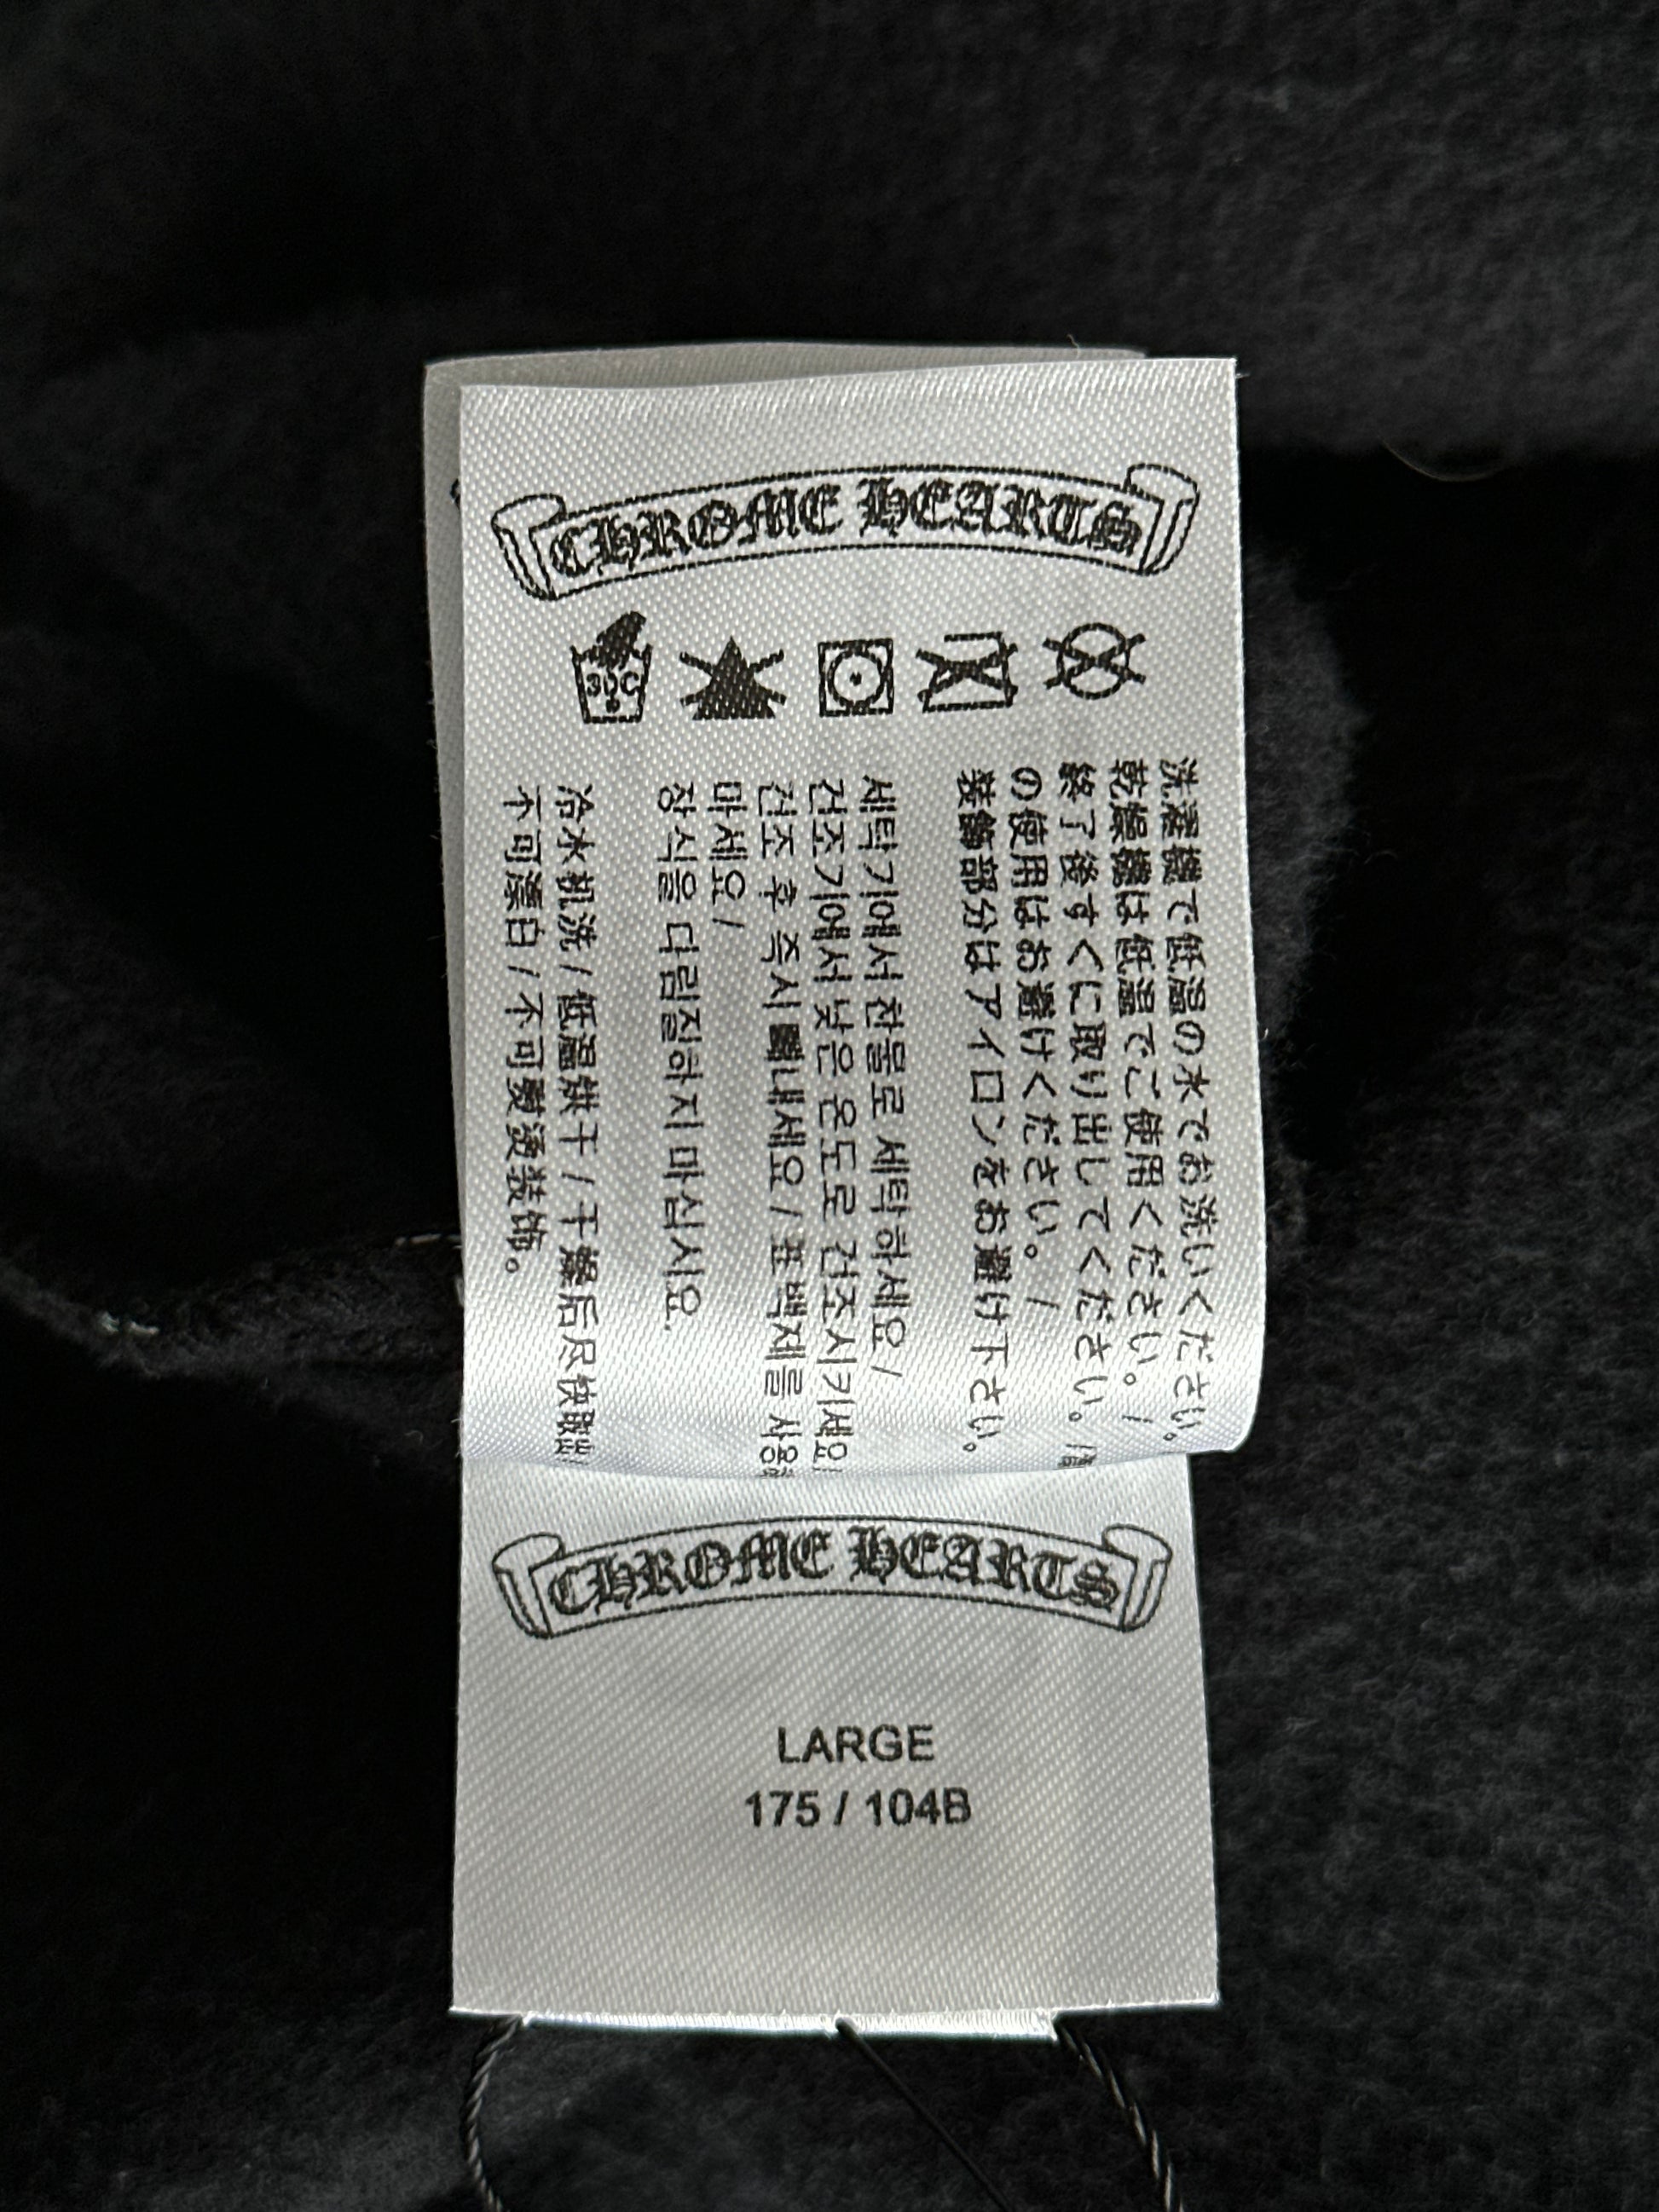 CHROME HEARTS
30C
洗濯機で低温の水でお洗いください。
乾燥機は低温でご使用ください。/
終了後すぐに取り出してください。/
の使用はお避けください。/
装飾部分はアイロンをお避け下さい。
세탁기에서 찬물로 세탁하세요 /
건조기에서 낮은 온도로 건조시키세요/
건조 후 즉시 빼내세요 / 표백제를 사용
마세요 /
장식을 다림질하지 마십시요.
冷水机洗 / 低温烘干 / 干燥后尽快取出/
不可漂白 / 不可熨烫装饰。
CHROME HEARTS
LARGE
175 / 104B